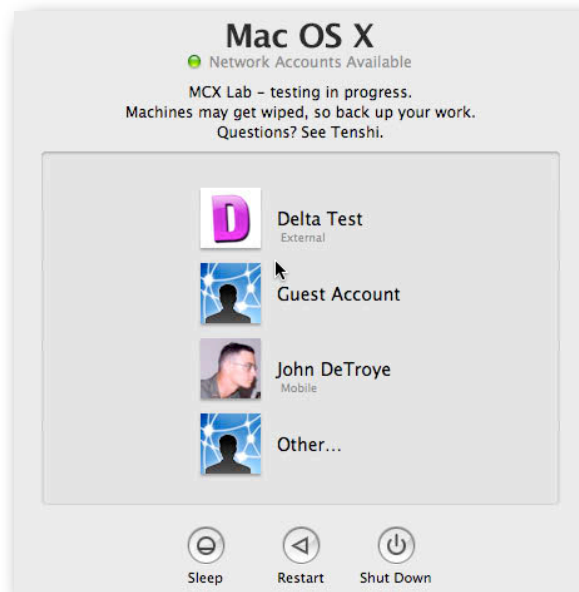 Mac OS X
Network Accounts Available
MCX Lab – testing in progress.
Machines may get wiped, so back up your work.
Questions? See Tenshi.
D
Delta Test
External
Guest Account
John DeTroye
Mobile
Other...
Sleep
Restart
Shut Down